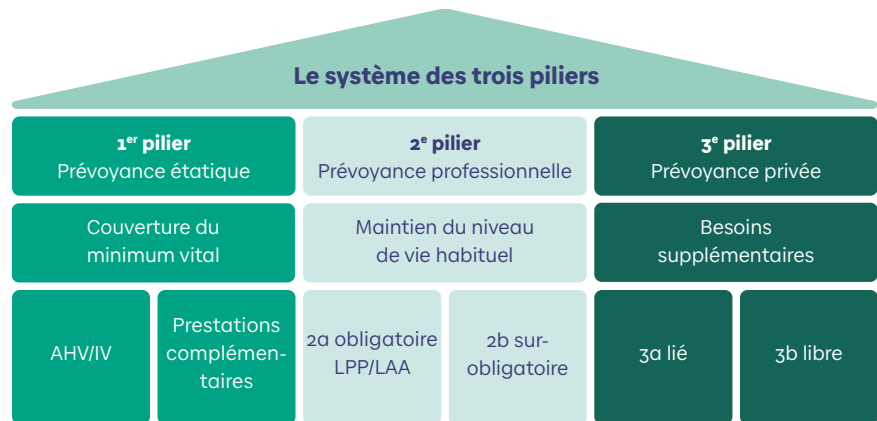 Le système des trois piliers
1er pilier
Prévoyance étatique
2e pilier
Prévoyance professionnelle
3e pilier
Prévoyance privée
Couverture du
minimum vital
Maintien du niveau
de vie habituel
Besoins
supplémentaires
AHV/IV
Prestations
complémen-
taires
2a obligatoire
LPP/LAA
2b sur-
obligatoire
3a lié
3b libre